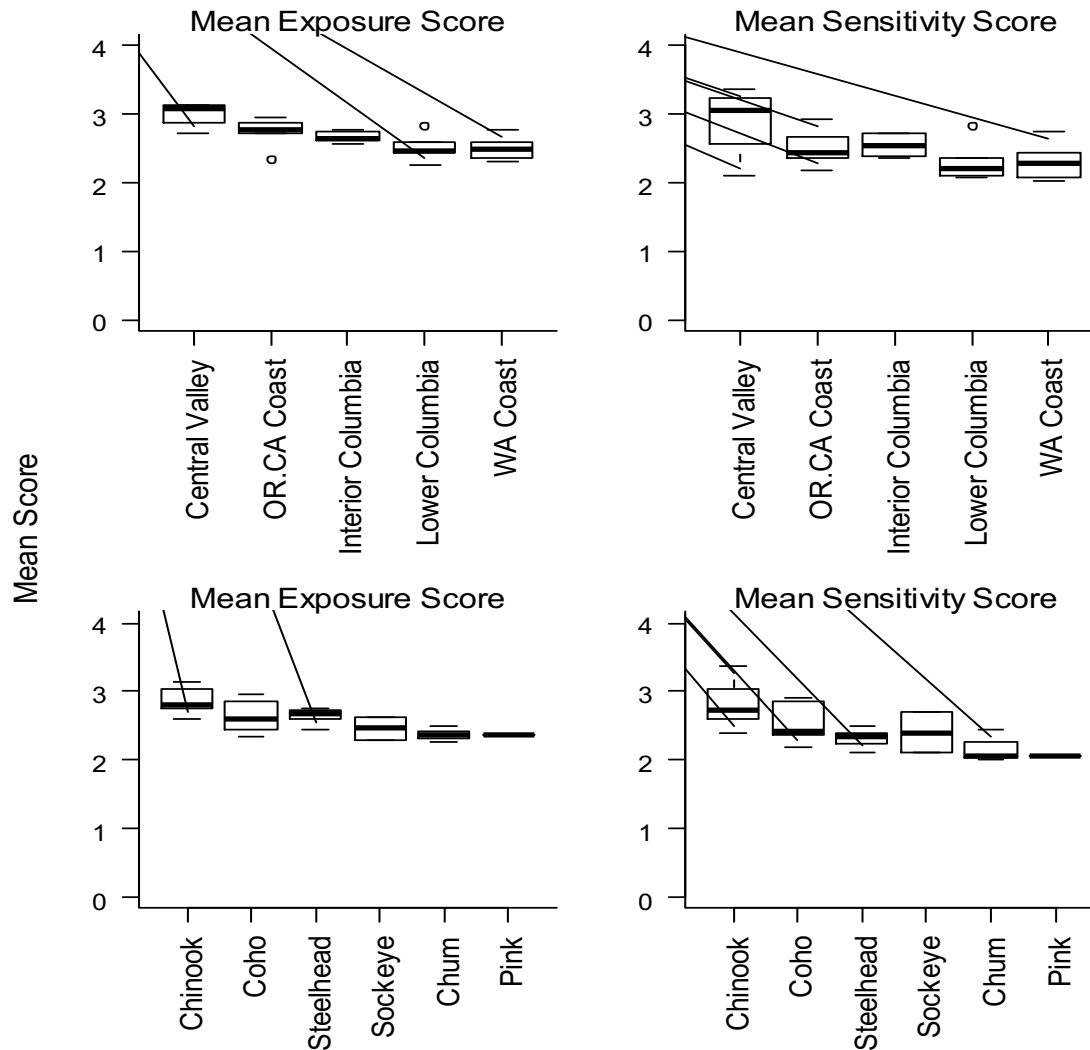 Mean Exposure Score
4
3
2
1
0
Central Valley
OR.CA Coast
Interior Columbia
Lower Columbia
WA Coast
Mean Sensitivity Score
4
3
2
1
0
Central Valley
OR.CA Coast
Interior Columbia
Lower Columbia
WA Coast
Mean Score
Mean Exposure Score
4
3
2
1
0
Chinook
Coho
Steelhead
Sockeye
Chum
Pink
Mean Sensitivity Score
4
3
2
1
0
Chinook
Coho
Steelhead
Sockeye
Chum
Pink